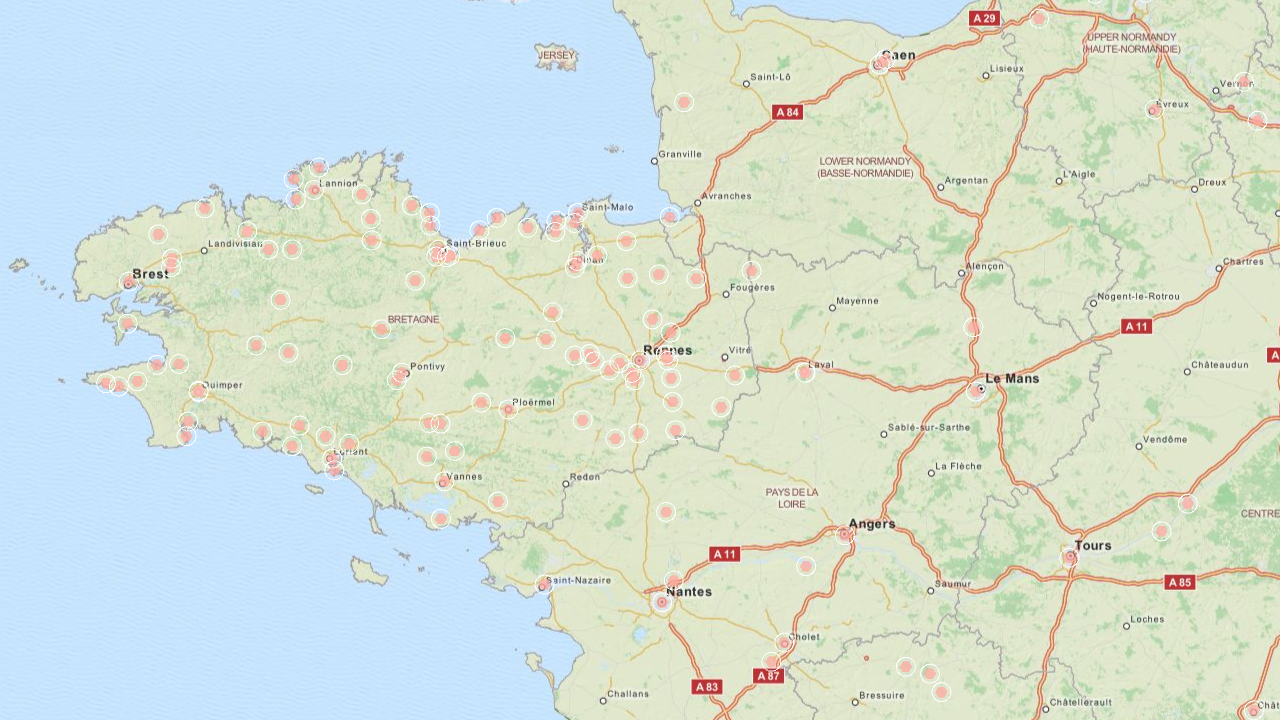 A 29
UPPER NORMANDY
(HAUTE-NORMANDIE)
JERSEY
Caen
Lisieux
Saint-Lô
Vernon
A 84
Evreux
Granville
LOWER NORMANDY
(BASSE-NORMANDIE)
L'Aigle
Argentan
Dreux
Lannion
Avranches
Saint-Malo
Landivisiau
Saint-Brieuc
Dinan
Chartres
Brest
Alençon
Fougères
Mayenne
Nogent-le-Rotrou
BRETAGNE
A 11
Rennes
Vitré
A
Laval
Châteaudun
Pontivy
Le Mans
Quimper
Ploërmel
Sablé-sur-Sarthe
Vendôme
Lorient
La Flèche
Vannes
Redon
PAYS DE LA
LOIRE
CENTRE
Angers
Tours
A 11
Saint-Nazaire
Saumur
A 85
Nantes
Loches
Cholet
A 87
A 83
Challans
Bressuire
Châtellerault
Chât